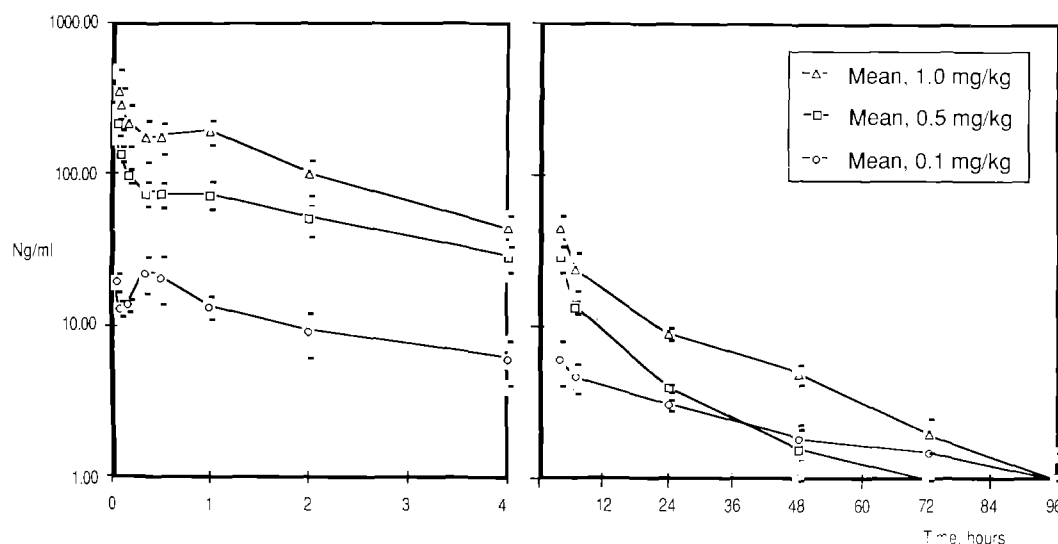 1000.00
100.00
Ng/ml
10.00
1.00
0 1 2 3 4
12 24 36 48 60 72 84 96
Mean, 1.0 mg/kg
Mean, 0.5 mg/kg
Mean, 0.1 mg/kg
hours